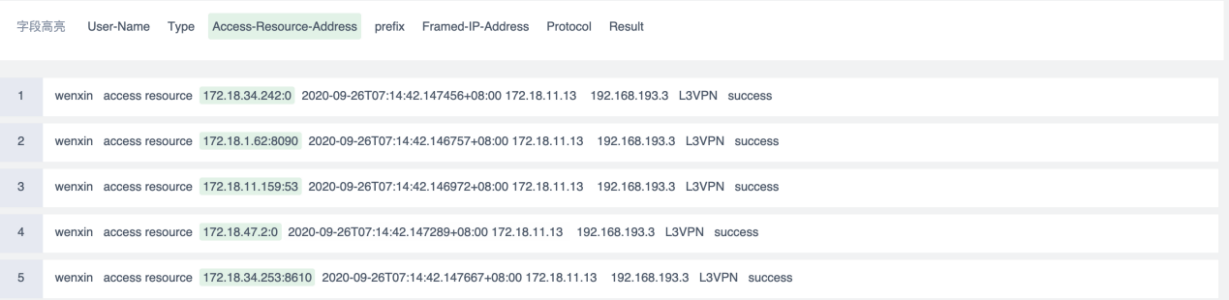 字段高亮 User-Name Type Access-Resource-Address prefix Framed-IP-Address Protocol Result
1 wenxin access resource 172.18.34.242:0 2020-09-26T07:14:42.147456+08:00 172.18.11.13 192.168.193.3 L3VPN success
2 wenxin access resource 172.18.1.62:8090 2020-09-26T07:14:42.146757+08:00 172.18.11.13 192.168.193.3 L3VPN success
3 wenxin access resource 172.18.11.159:53 2020-09-26T07:14:42.146972+08:00 172.18.11.13 192.168.193.3 L3VPN success
4 wenxin access resource 172.18.47.2:0 2020-09-26T07:14:42.147289+08:00 172.18.11.13 192.168.193.3 L3VPN success
5 wenxin access resource 172.18.34.253:8610 2020-09-26T07:14:42.147667+08:00 172.18.11.13 192.168.193.3 L3VPN success